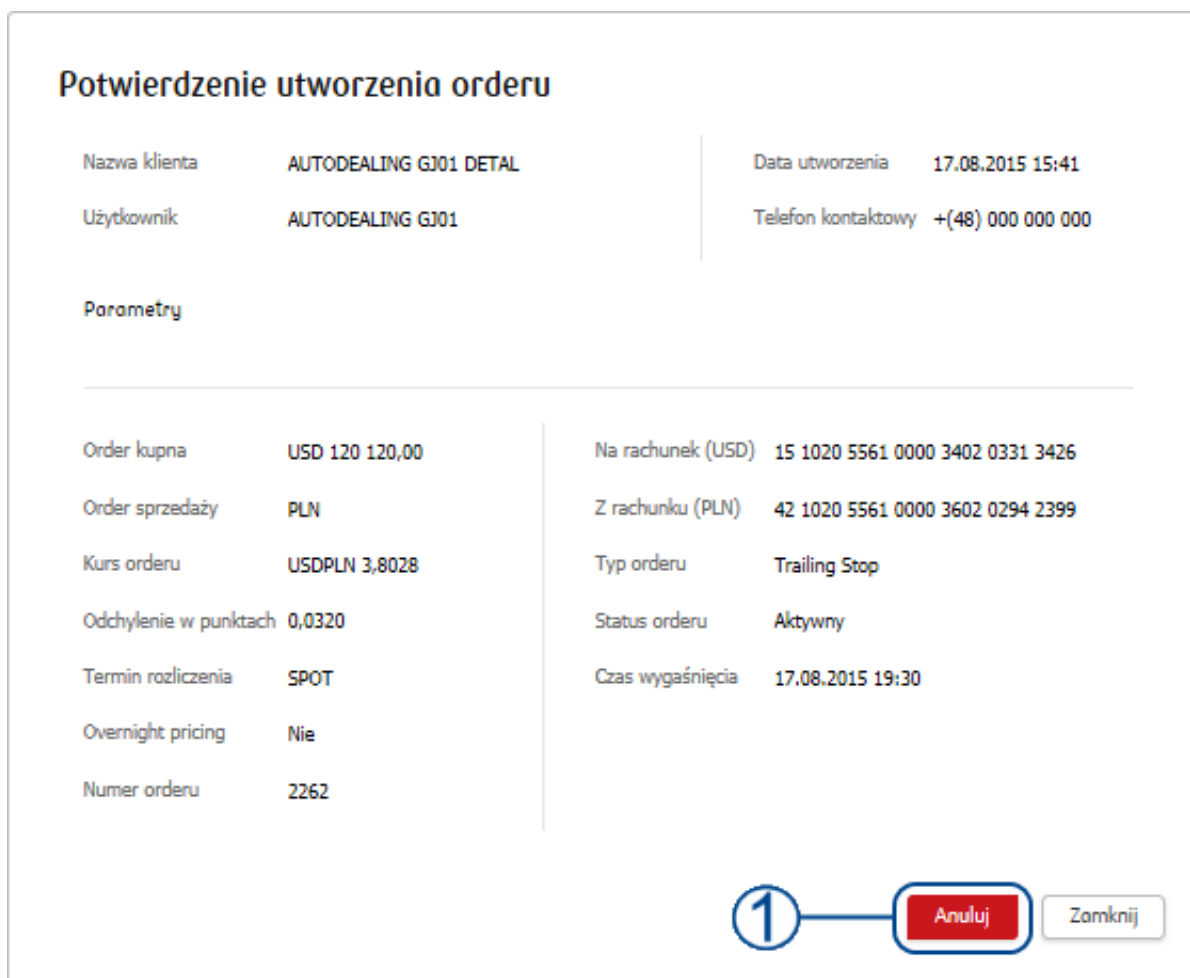 Potwierdzenie utworzenia orderu
Nazwa klienta AUTODEALING GJ01 DETAL Data utworzenia 17.08.2015 15:41
Użytkownik AUTODEALING GJ01 Telefon kontaktowy +(48) 000 000 000
Parametry
Order kupna USD 120 120,00 Na rachunek (USD) 15 1020 5561 0000 3402 0331 3426
Order sprzedaży PLN Z rachunku (PLN) 42 1020 5561 0000 3602 0294 2399
Kurs orderu USDPLN 3,8028 Typ orderu Trailing Stop
Odchylenie w punktach 0,0320 Status orderu Aktywny
Termin rozliczenia SPOT Czas wygaśnięcia 17.08.2015 19:30
Overnight pricing Nie
Numer orderu 2262
1 Anuluj Zamknij